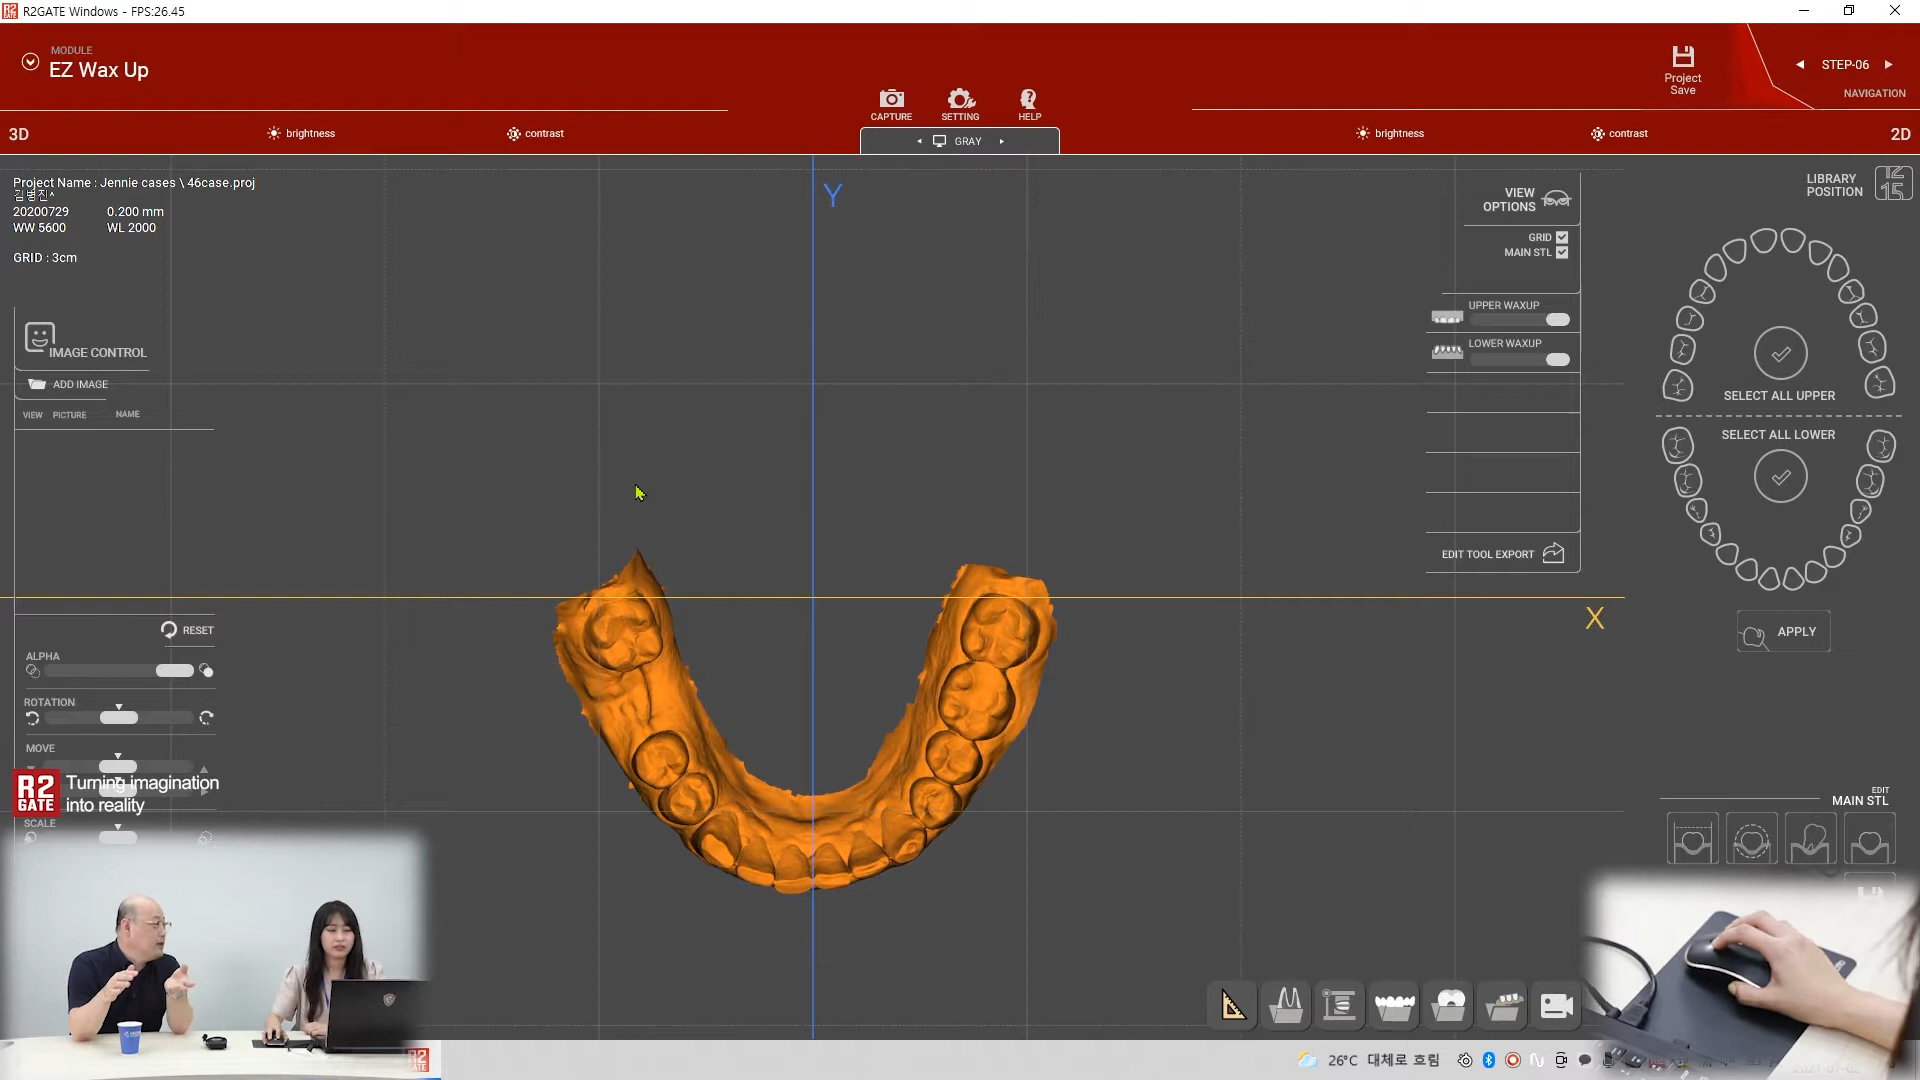 R2GATE Windows - FPS:26.45
MODULE
EZ Wax Up
Project Save
STEP-06
NAVIGATION
CAPTURE
SETTING
HELP
3D
brightness
contrast
GRAY
brightness
contrast
2D
Project Name : Jennie cases \ 46case.proj
20200729 0.200 mm
WW 5600 WL 2000
GRID : 3cm
Y
VIEW OPTIONS
GRID
MAIN STL
UPPER WAXUP
LOWER WAXUP
EDIT TOOL EXPORT
X
LIBRARY POSITION
12
15
SELECT ALL UPPER
SELECT ALL LOWER
APPLY
IMAGE CONTROL
ADD IMAGE
VIEW PICTURE NAME
RESET
ALPHA
ROTATION
MOVE
R2 GATE
Turning imagination
into reality
SCALE
EDIT
MAIN STL
R2
26°C 대체로 흐림